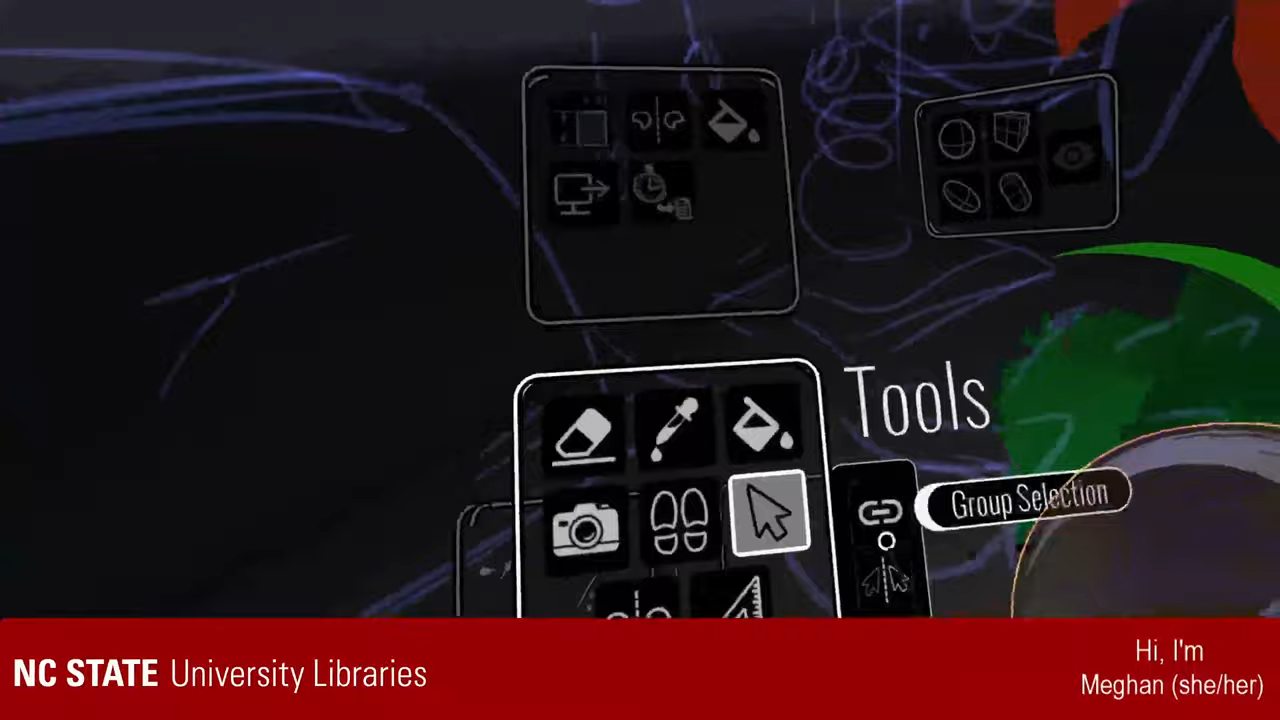 Tools
Group Selection
NC STATE University Libraries
Hi, I'm
Meghan (she/her)